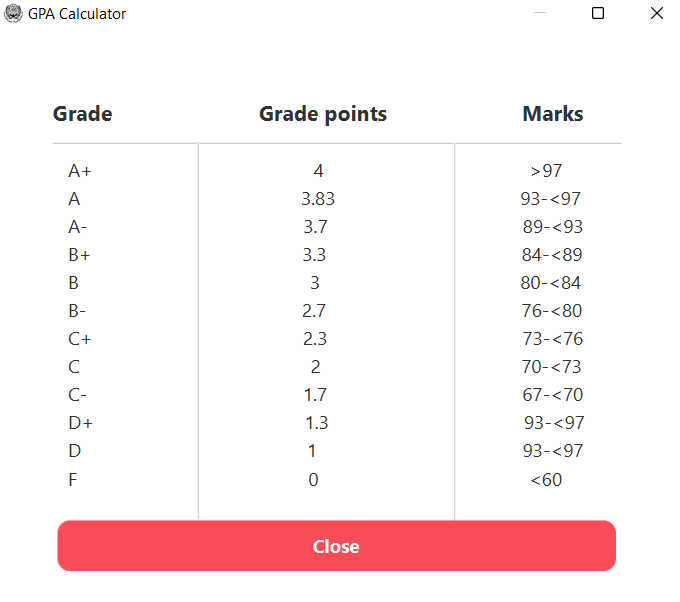 GPA Calculator
Grade Grade points Marks
A+ 4 >97
A 3.83 93-<97
A- 3.7 89-<93
B+ 3.3 84-<89
B 3 80-<84
B- 2.7 76-<80
C+ 2.3 73-<76
C 2 70-<73
C- 1.7 67-<70
D+ 1.3 93-<97
D 1 93-<97
F 0 <60
Close